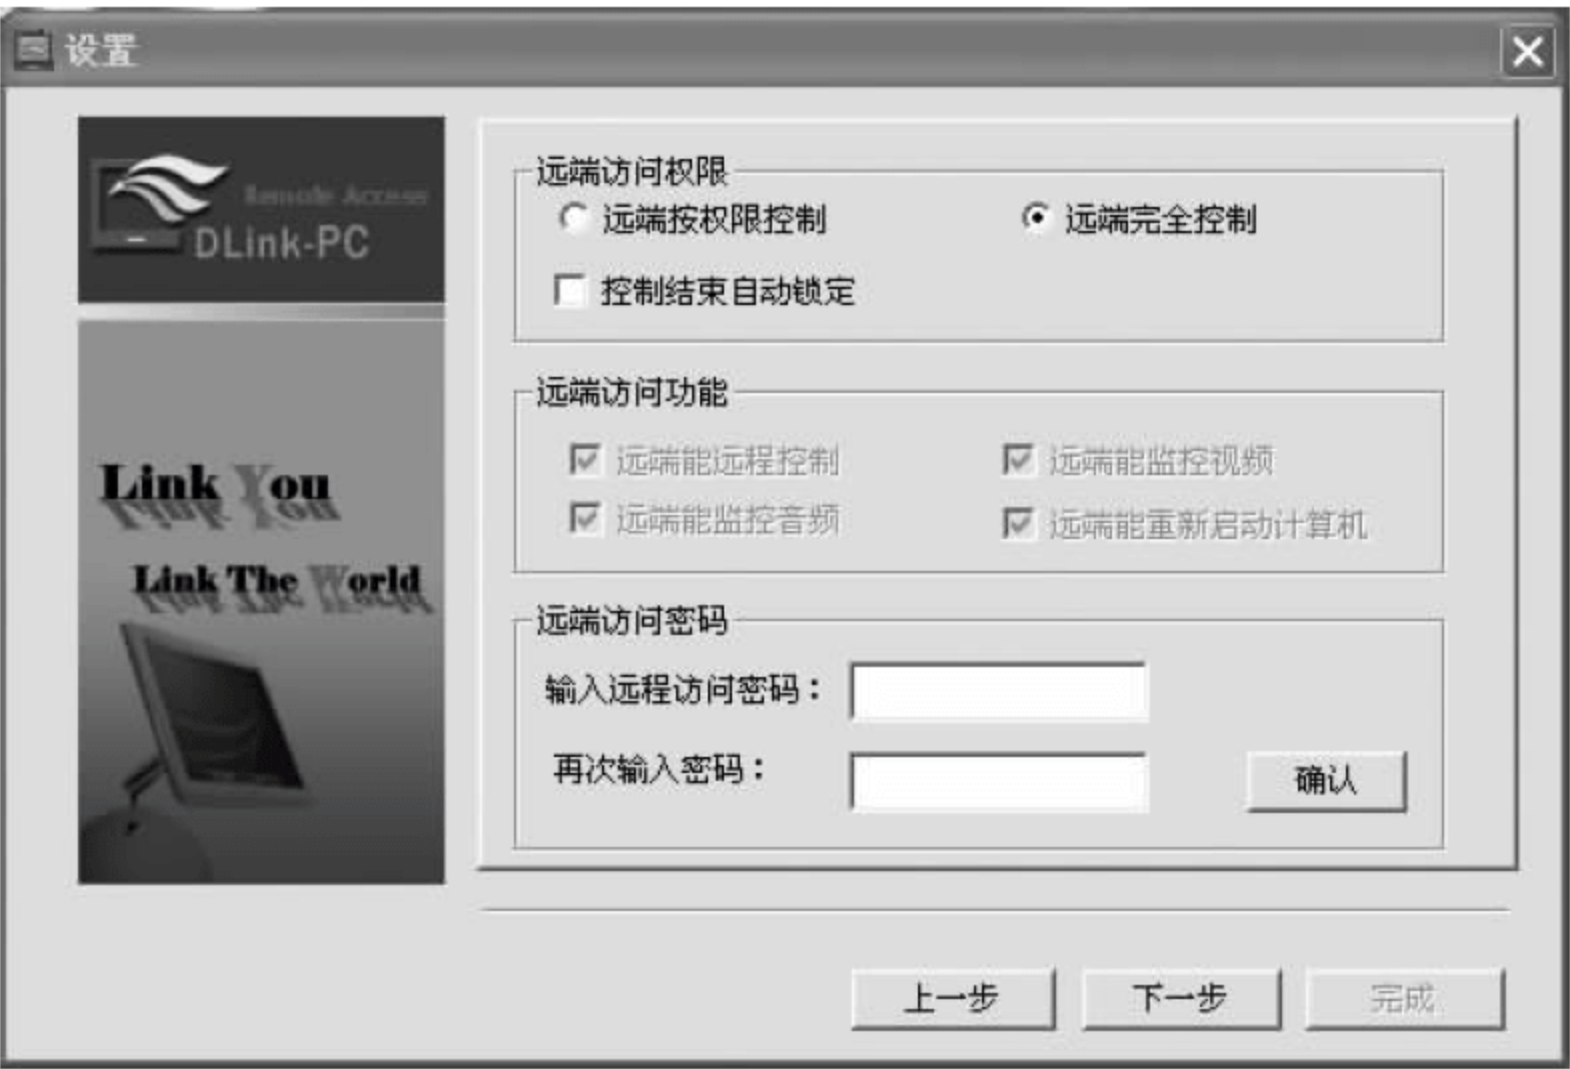 设置
Remote Access
DLink-PC
Link You
Link The World
远端访问权限
远端按权限控制 远端完全控制
控制结束自动锁定
远端访问功能
远端能远程控制 远端能监控视频
远端能监控音频 远端能重新启动计算机
远端访问密码
输入远程访问密码：
再次输入密码：
确认
上一步 下一步 完成